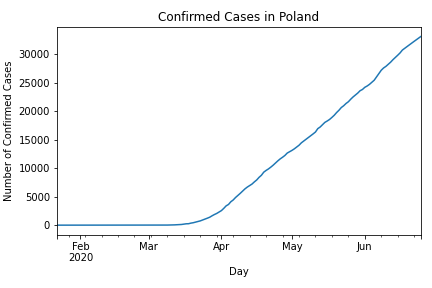 Confirmed Cases in Poland
Number of Confirmed Cases
30000
25000
20000
15000
10000
5000
0
Feb
2020
Mar
Apr
May
Jun
Day